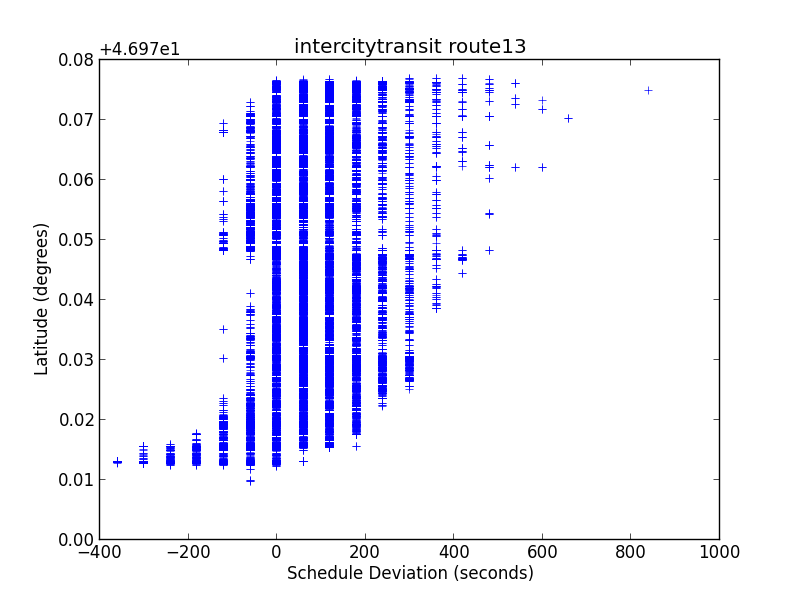 intercitytransit route13
+4.697e1
0.08
0.07
0.06
0.05
0.04
0.03
0.02
0.01
0.00
Latitude (degrees)
−400 −200 0 200 400 600 800 1000
Schedule Deviation (seconds)